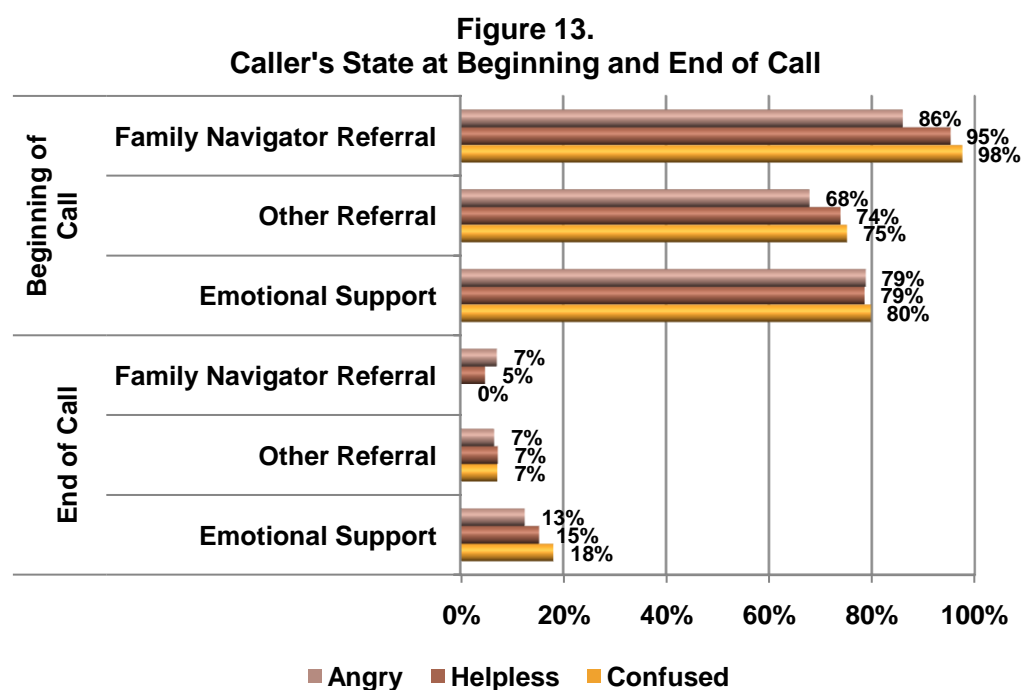 Figure 13.
Caller's State at Beginning and End of Call
Beginning of
Call
Family Navigator Referral
86%
95%
98%
Other Referral
68%
74%
75%
Emotional Support
79%
79%
80%
End of Call
Family Navigator Referral
7%
5%
0%
Other Referral
7%
7%
7%
Emotional Support
13%
15%
18%
0% 20% 40% 60% 80% 100%
Angry Helpless Confused